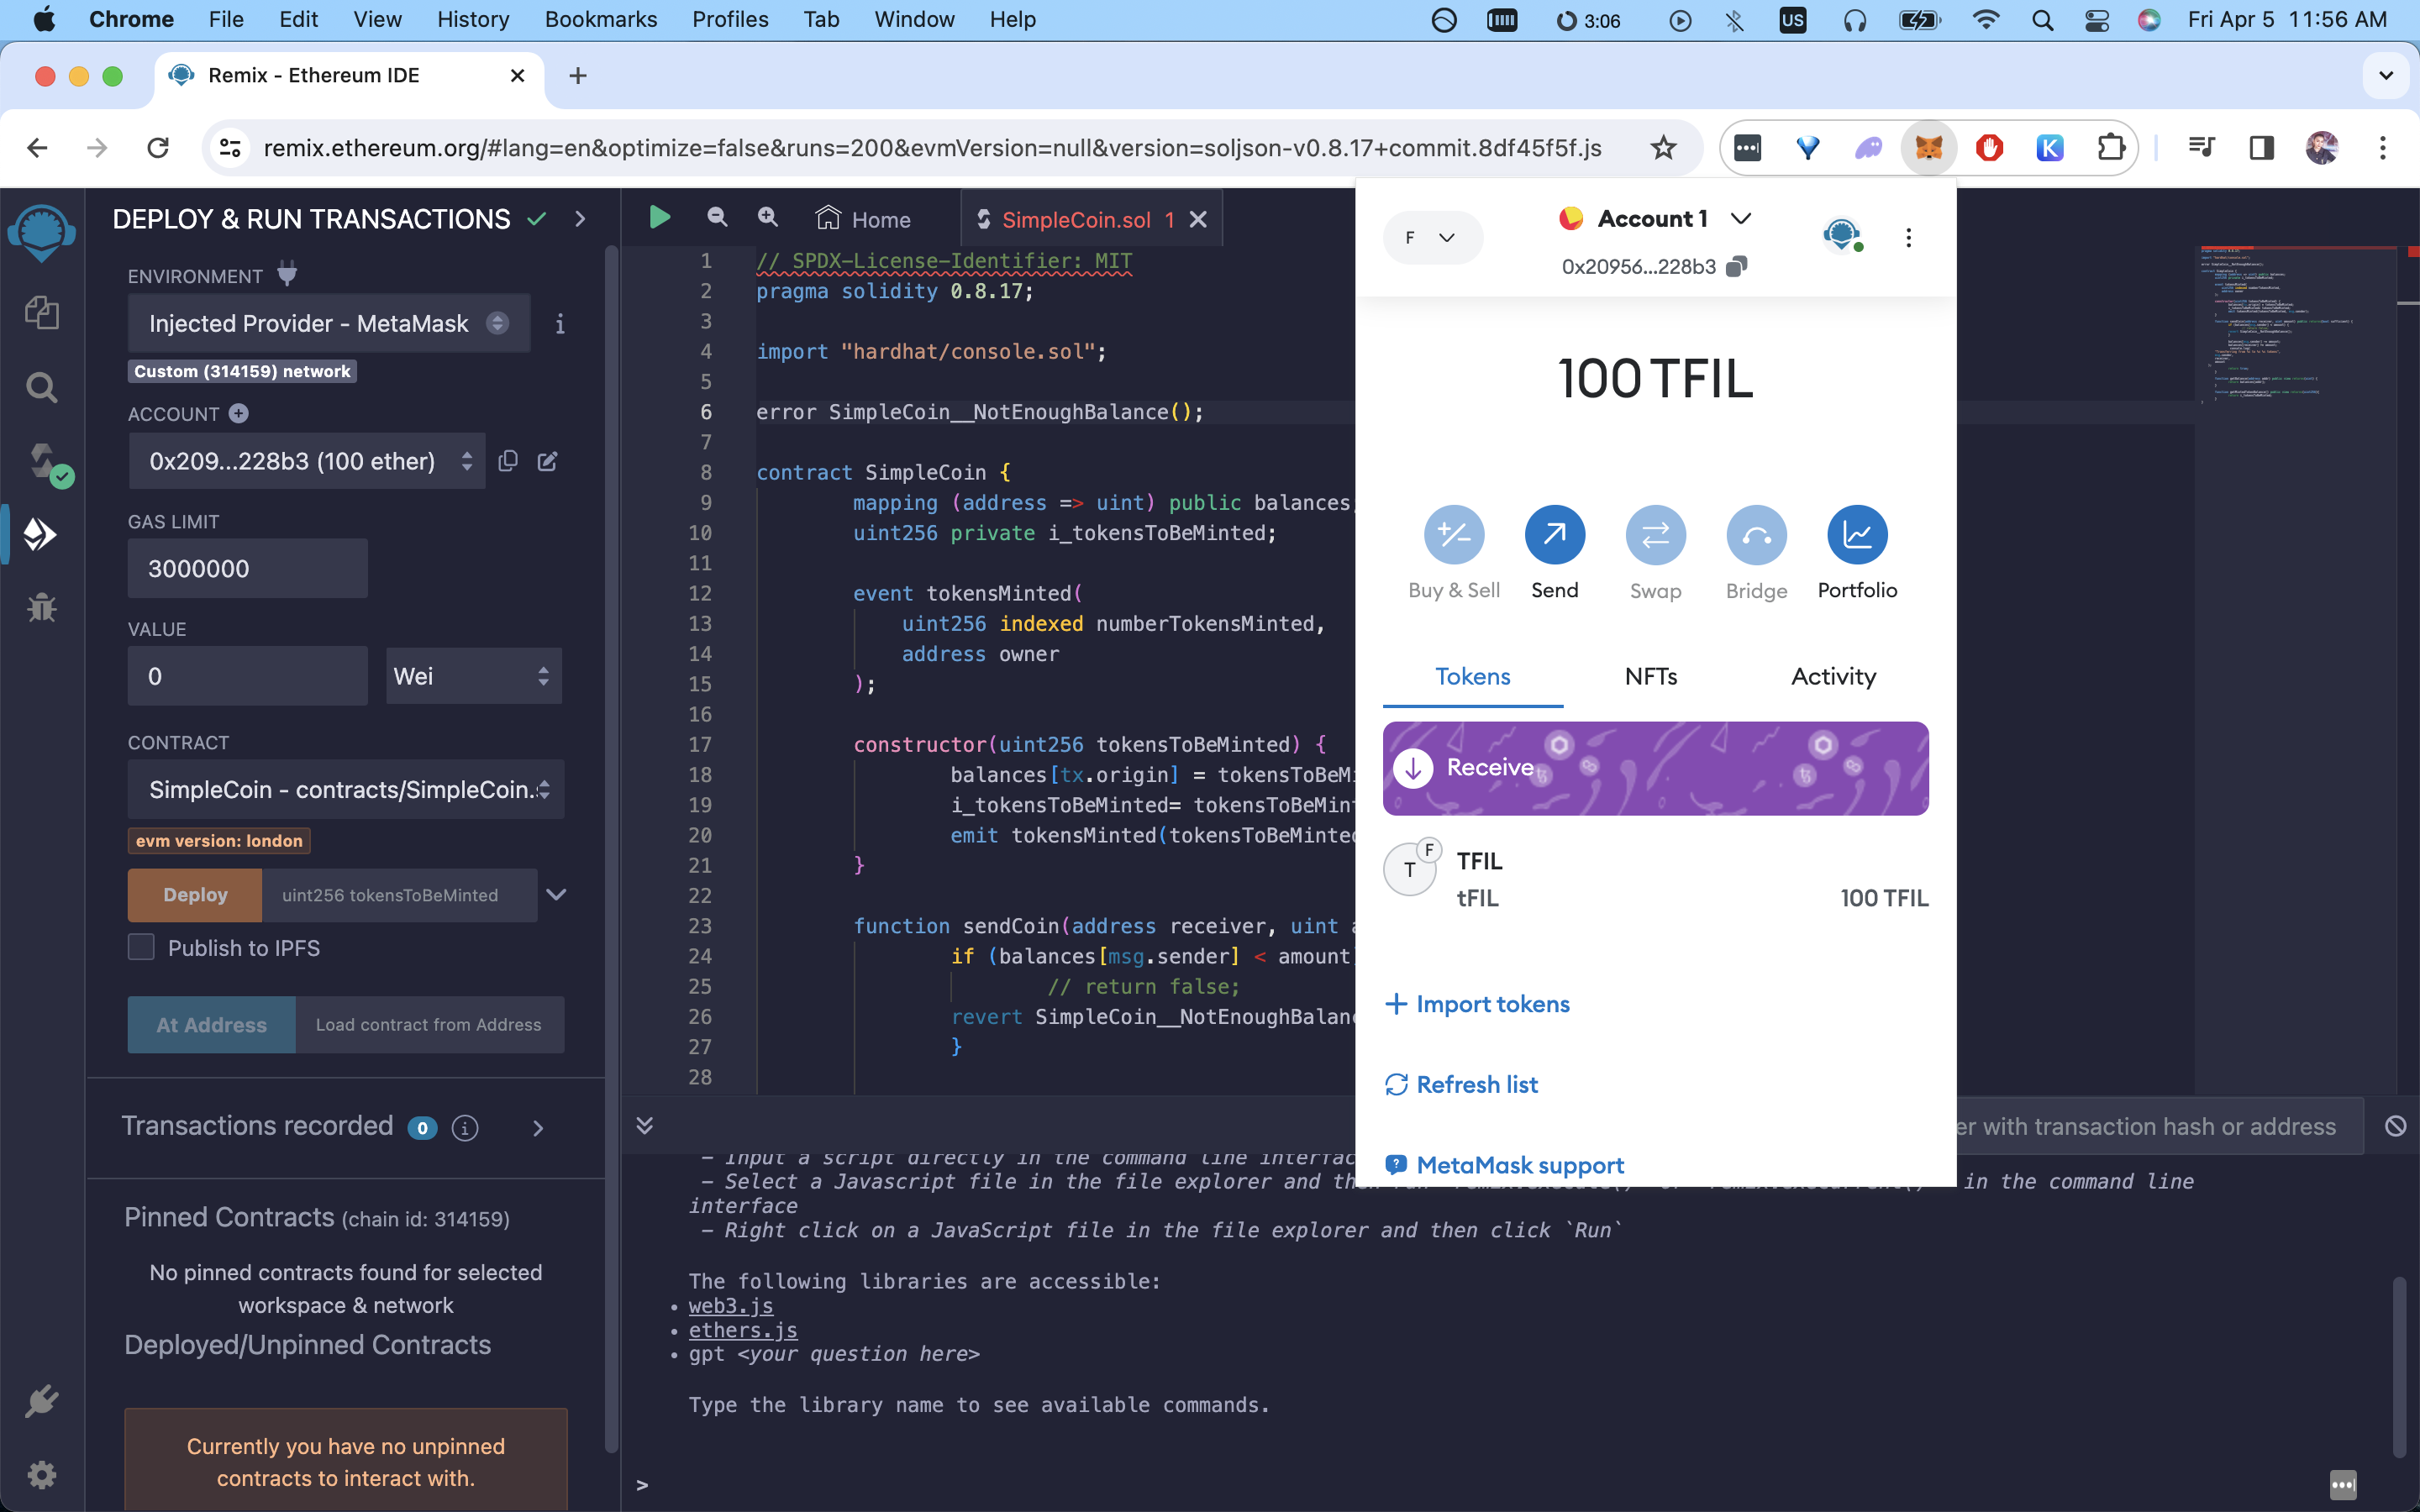 Chrome File Edit View History Bookmarks Profiles Tab Window Help 3:06 US Fri Apr 5 11:56 AM
Remix - Ethereum IDE
remix.ethereum.org/#lang=en&optimize=false&runs=200&evmVersion=null&version=soljson-v0.8.17+commit.8df45f5f.js
K
DEPLOY & RUN TRANSACTIONS
ENVIRONMENT
Injected Provider - MetaMask
i
Custom (314159) network
ACCOUNT
0x209...228b3 (100 ether)
GAS LIMIT
3000000
VALUE
0
Wei
CONTRACT
SimpleCoin - contracts/SimpleCoin.
evm version: london
Deploy
uint256 tokensToBeMinted
Publish to IPFS
At Address
Load contract from Address
Transactions recorded 0 i
Pinned Contracts (chain id: 314159)
No pinned contracts found for selected
workspace & network
Deployed/Unpinned Contracts
Currently you have no unpinned
contracts to interact with.
Home
SimpleCoin.sol 1
1 // SPDX-License-Identifier: MIT
2 pragma solidity 0.8.17;
3
4 import "hardhat/console.sol";
5
6 error SimpleCoin__NotEnoughBalance();
7
8 contract SimpleCoin {
9 mapping (address => uint) public balances;
10 uint256 private i_tokensToBeMinted;
11
12 event tokensMinted(
13 uint256 indexed numberTokensMinted,
14 address owner
15 );
16
17 constructor(uint256 tokensToBeMinted) {
18 balances[tx.origin] = tokensToBeM
19 i_tokensToBeMinted= tokensToBeMin
20 emit tokensMinted(tokensToBeMinte
21 }
22
23 function sendCoin(address receiver, uint a
24 if (balances[msg.sender] < amount
25 // return false;
26 revert SimpleCoin__NotEnoughBalan
27 }
28
F
Account 1
0x20956...228b3
100 TFIL
Buy & Sell
Send
Swap
Bridge
Portfolio
Tokens
NFTs
Activity
Receive
T
F
TFIL
tFIL
100 TFIL
Import tokens
Refresh list
MetaMask support
er with transaction hash or address
- Input a script directly in the command line interfac
- Select a Javascript file in the file explorer and the in the command line
interface
- Right click on a JavaScript file in the file explorer and then click `Run`
The following libraries are accessible:
• web3.js
• ethers.js
• gpt <your question here>
Type the library name to see available commands.
>